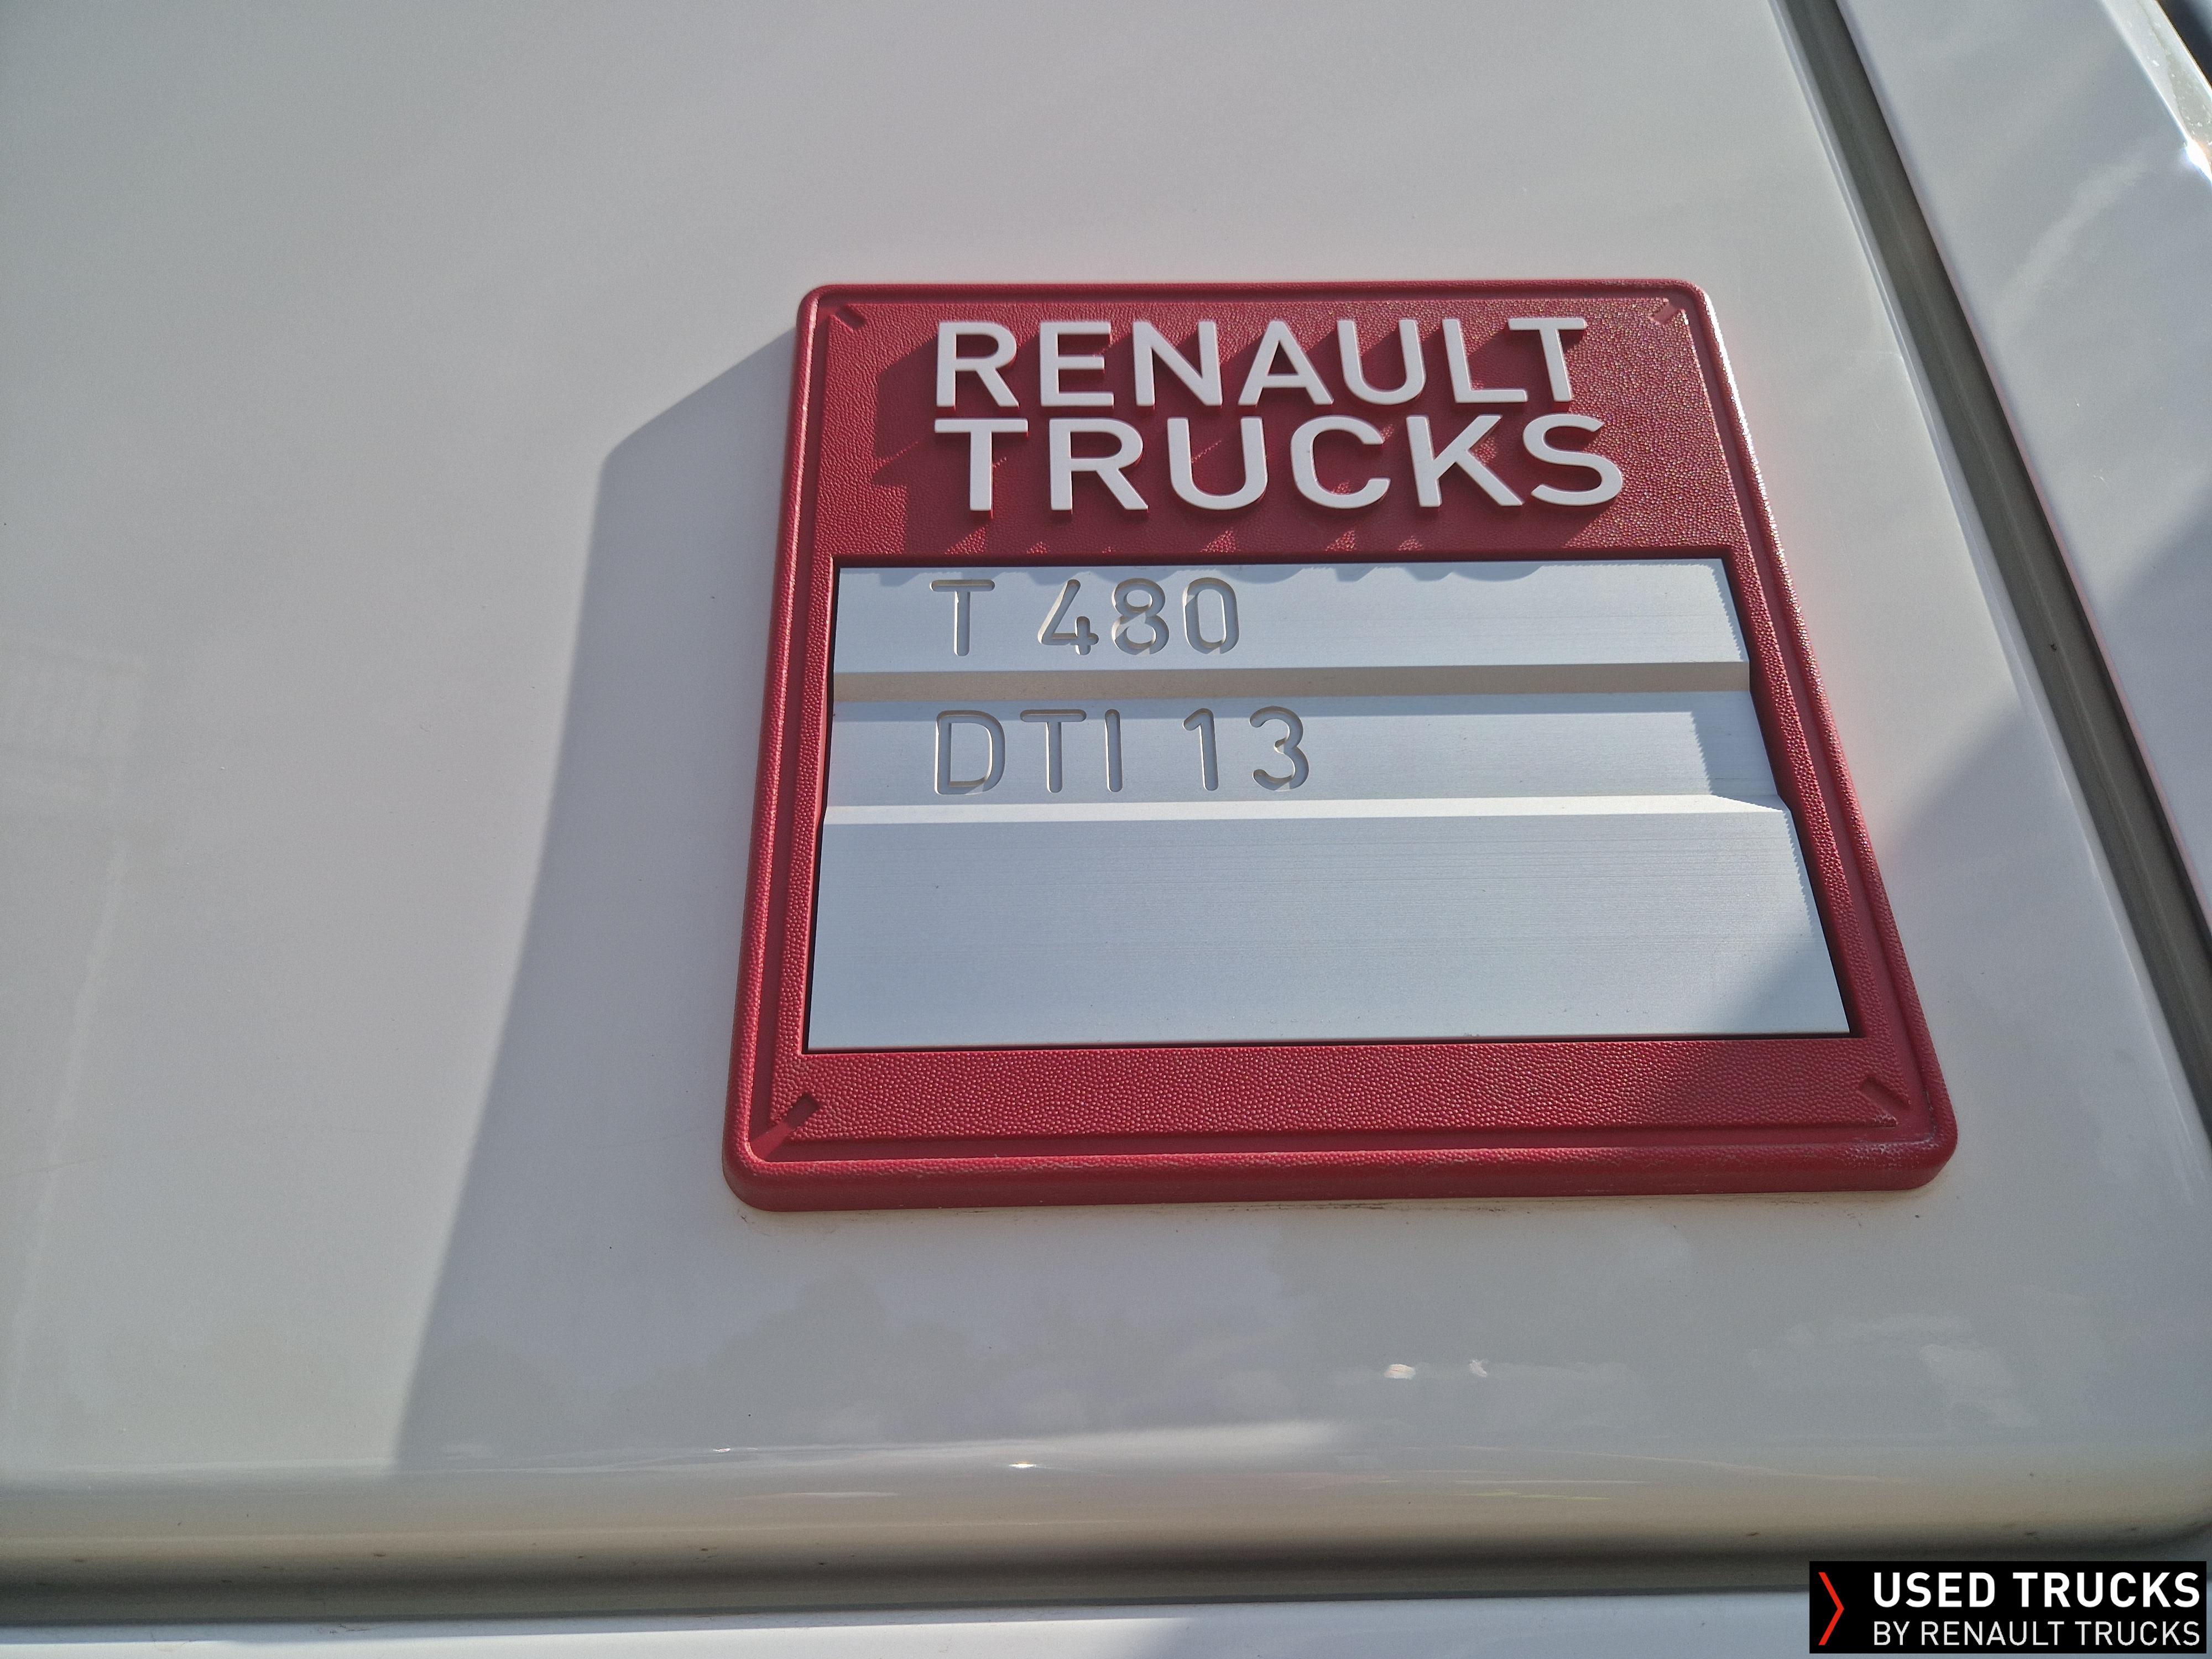 RENAULT
TRUCKS
T 480
DTI 13
USED TRUCKS
BY RENAULT TRUCKS